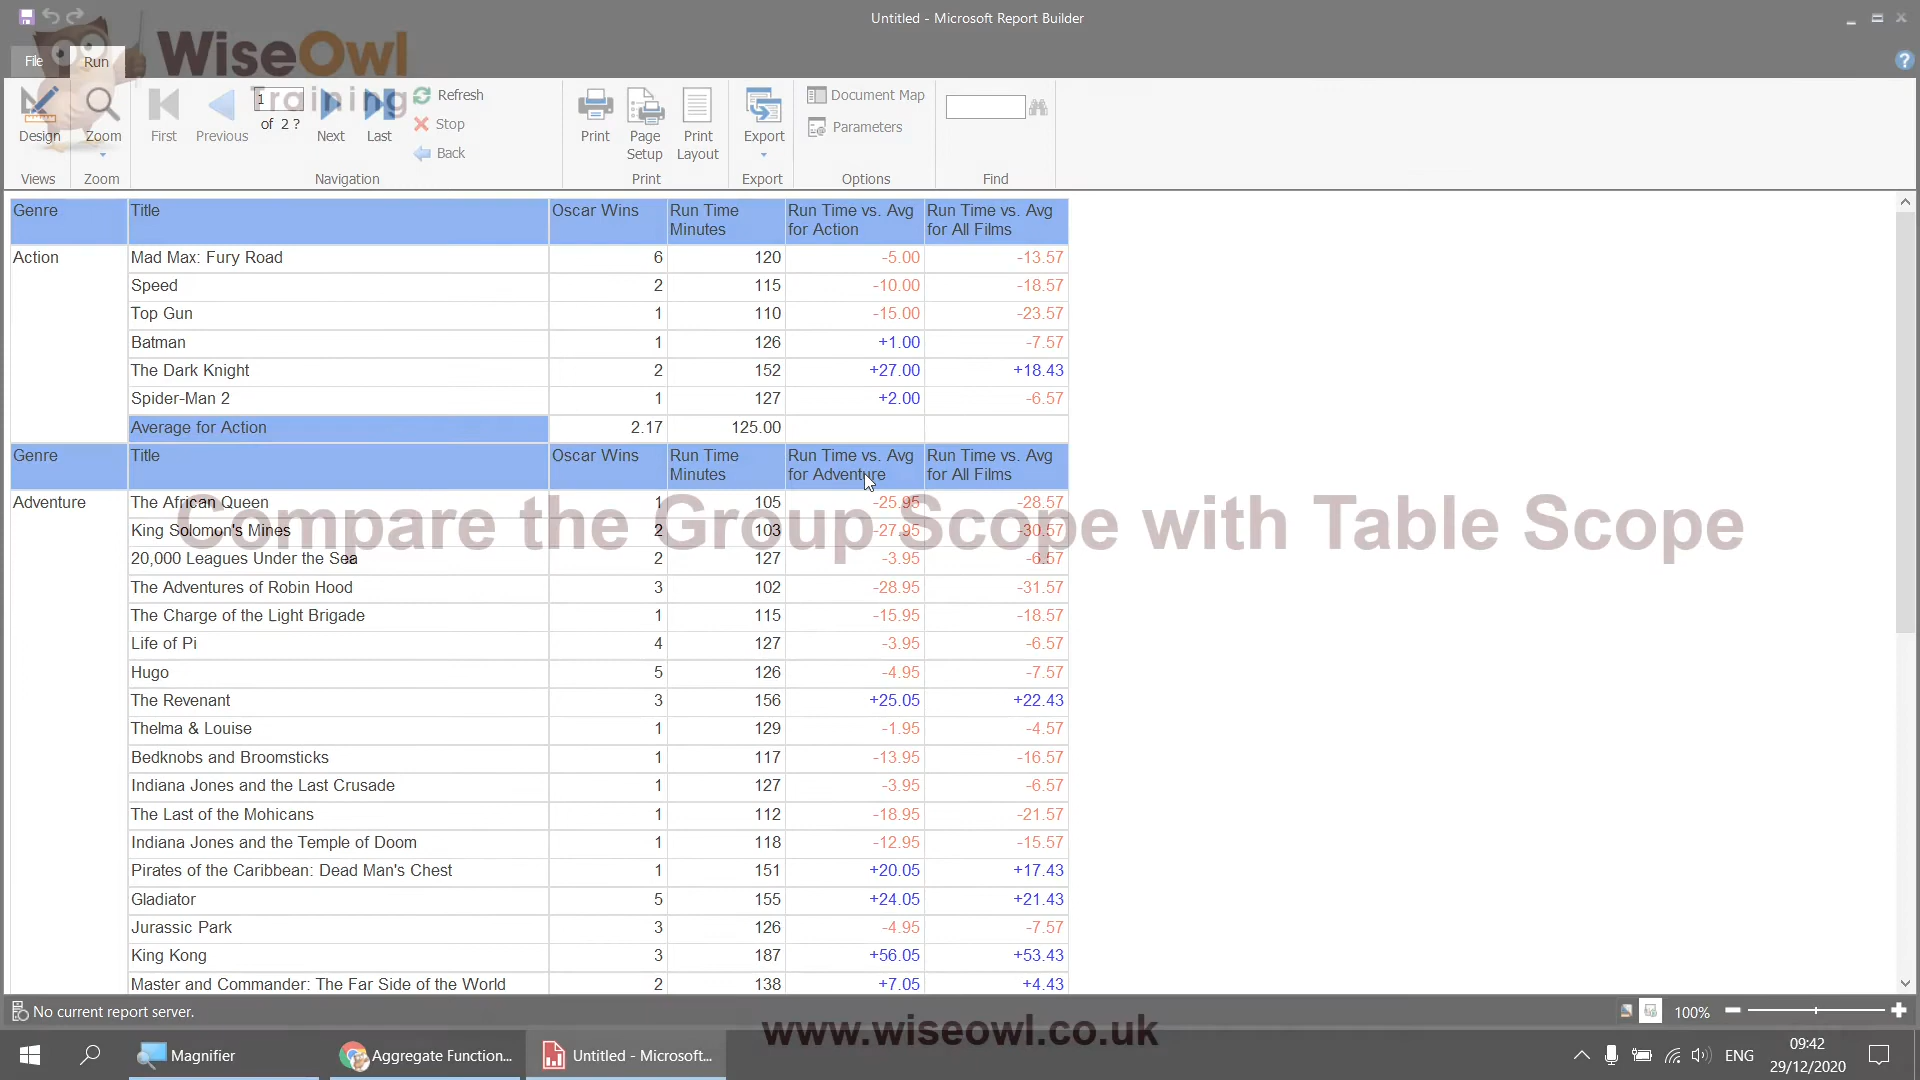 Untitled - Microsoft Report Builder
WiseOwl
Training
File
Run
Design
Zoom
First
Previous
1
of 2 ?
Next
Last
Refresh
Stop
Back
Print
Page Setup
Print Layout
Export
Document Map
Parameters
Views
Zoom
Navigation
Print
Export
Options
Find
Genre Title Oscar Wins Run Time Minutes Run Time vs. Avg for Action Run Time vs. Avg for All Films
Action Mad Max: Fury Road 6 120 -5.00 -13.57
Speed 2 115 -10.00 -18.57
Top Gun 1 110 -15.00 -23.57
Batman 1 126 +1.00 -7.57
The Dark Knight 2 152 +27.00 +18.43
Spider-Man 2 1 127 +2.00 -6.57
Average for Action 2.17 125.00
Genre Title Oscar Wins Run Time Minutes Run Time vs. Avg for Adventure Run Time vs. Avg for All Films
Adventure The African Queen 1 105 -25.95 -28.57
Compare the Group Scope with Table Scope
King Solomon's Mines 2 103 -27.95 -30.57
20,000 Leagues Under the Sea 2 127 -3.95 -6.57
The Adventures of Robin Hood 3 102 -28.95 -31.57
The Charge of the Light Brigade 1 115 -15.95 -18.57
Life of Pi 4 127 -3.95 -6.57
Hugo 5 126 -4.95 -7.57
The Revenant 3 156 +25.05 +22.43
Thelma & Louise 1 129 -1.95 -4.57
Bedknobs and Broomsticks 1 117 -13.95 -16.57
Indiana Jones and the Last Crusade 1 127 -3.95 -6.57
The Last of the Mohicans 1 112 -18.95 -21.57
Indiana Jones and the Temple of Doom 1 118 -12.95 -15.57
Pirates of the Caribbean: Dead Man's Chest 1 151 +20.05 +17.43
Gladiator 5 155 +24.05 +21.43
Jurassic Park 3 126 -4.95 -7.57
King Kong 3 187 +56.05 +53.43
Master and Commander: The Far Side of the World 2 138 +7.05 +4.43
No current report server.
100%
www.wiseowl.co.uk
Magnifier
Aggregate Function...
Untitled - Microsoft...
ENG
09:42
29/12/2020